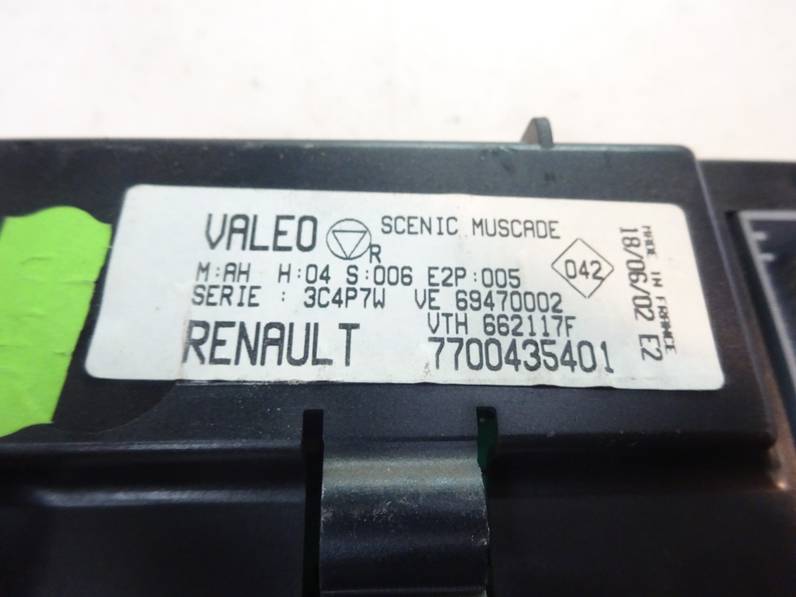 VALEO R SCENIC MUSCADE
M:AH H:04 S:006 E2P:005
042
SERIE : 3C4P7W VE 69470002
VTH 662117F
RENAULT 7700435401
MADE IN FRANCE
18/06/02 E2